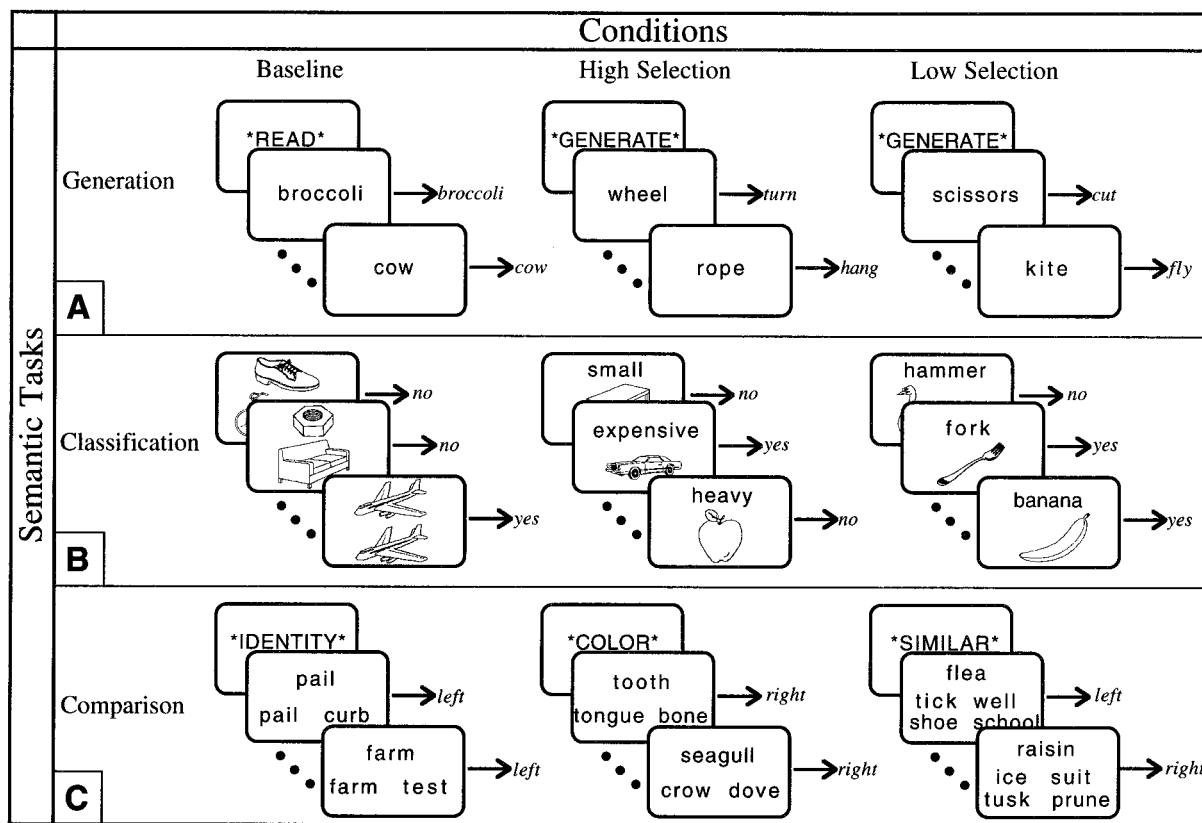 Conditions
Baseline High Selection Low Selection
Semantic Tasks
*READ* *GENERATE* *GENERATE*
Generation broccoli broccoli wheel turn scissors cut
cow cow rope hang kite fly
A
no small no hammer no
Classification no expensive yes fork yes
yes heavy no banana yes
B
*IDENTITY* *COLOR* *SIMILAR*
pail tooth flea
Comparison pail curb left tongue bone right tick well left
shoe school
farm seagull raisin
farm test left crow dove right ice suit right
tusk prune
C